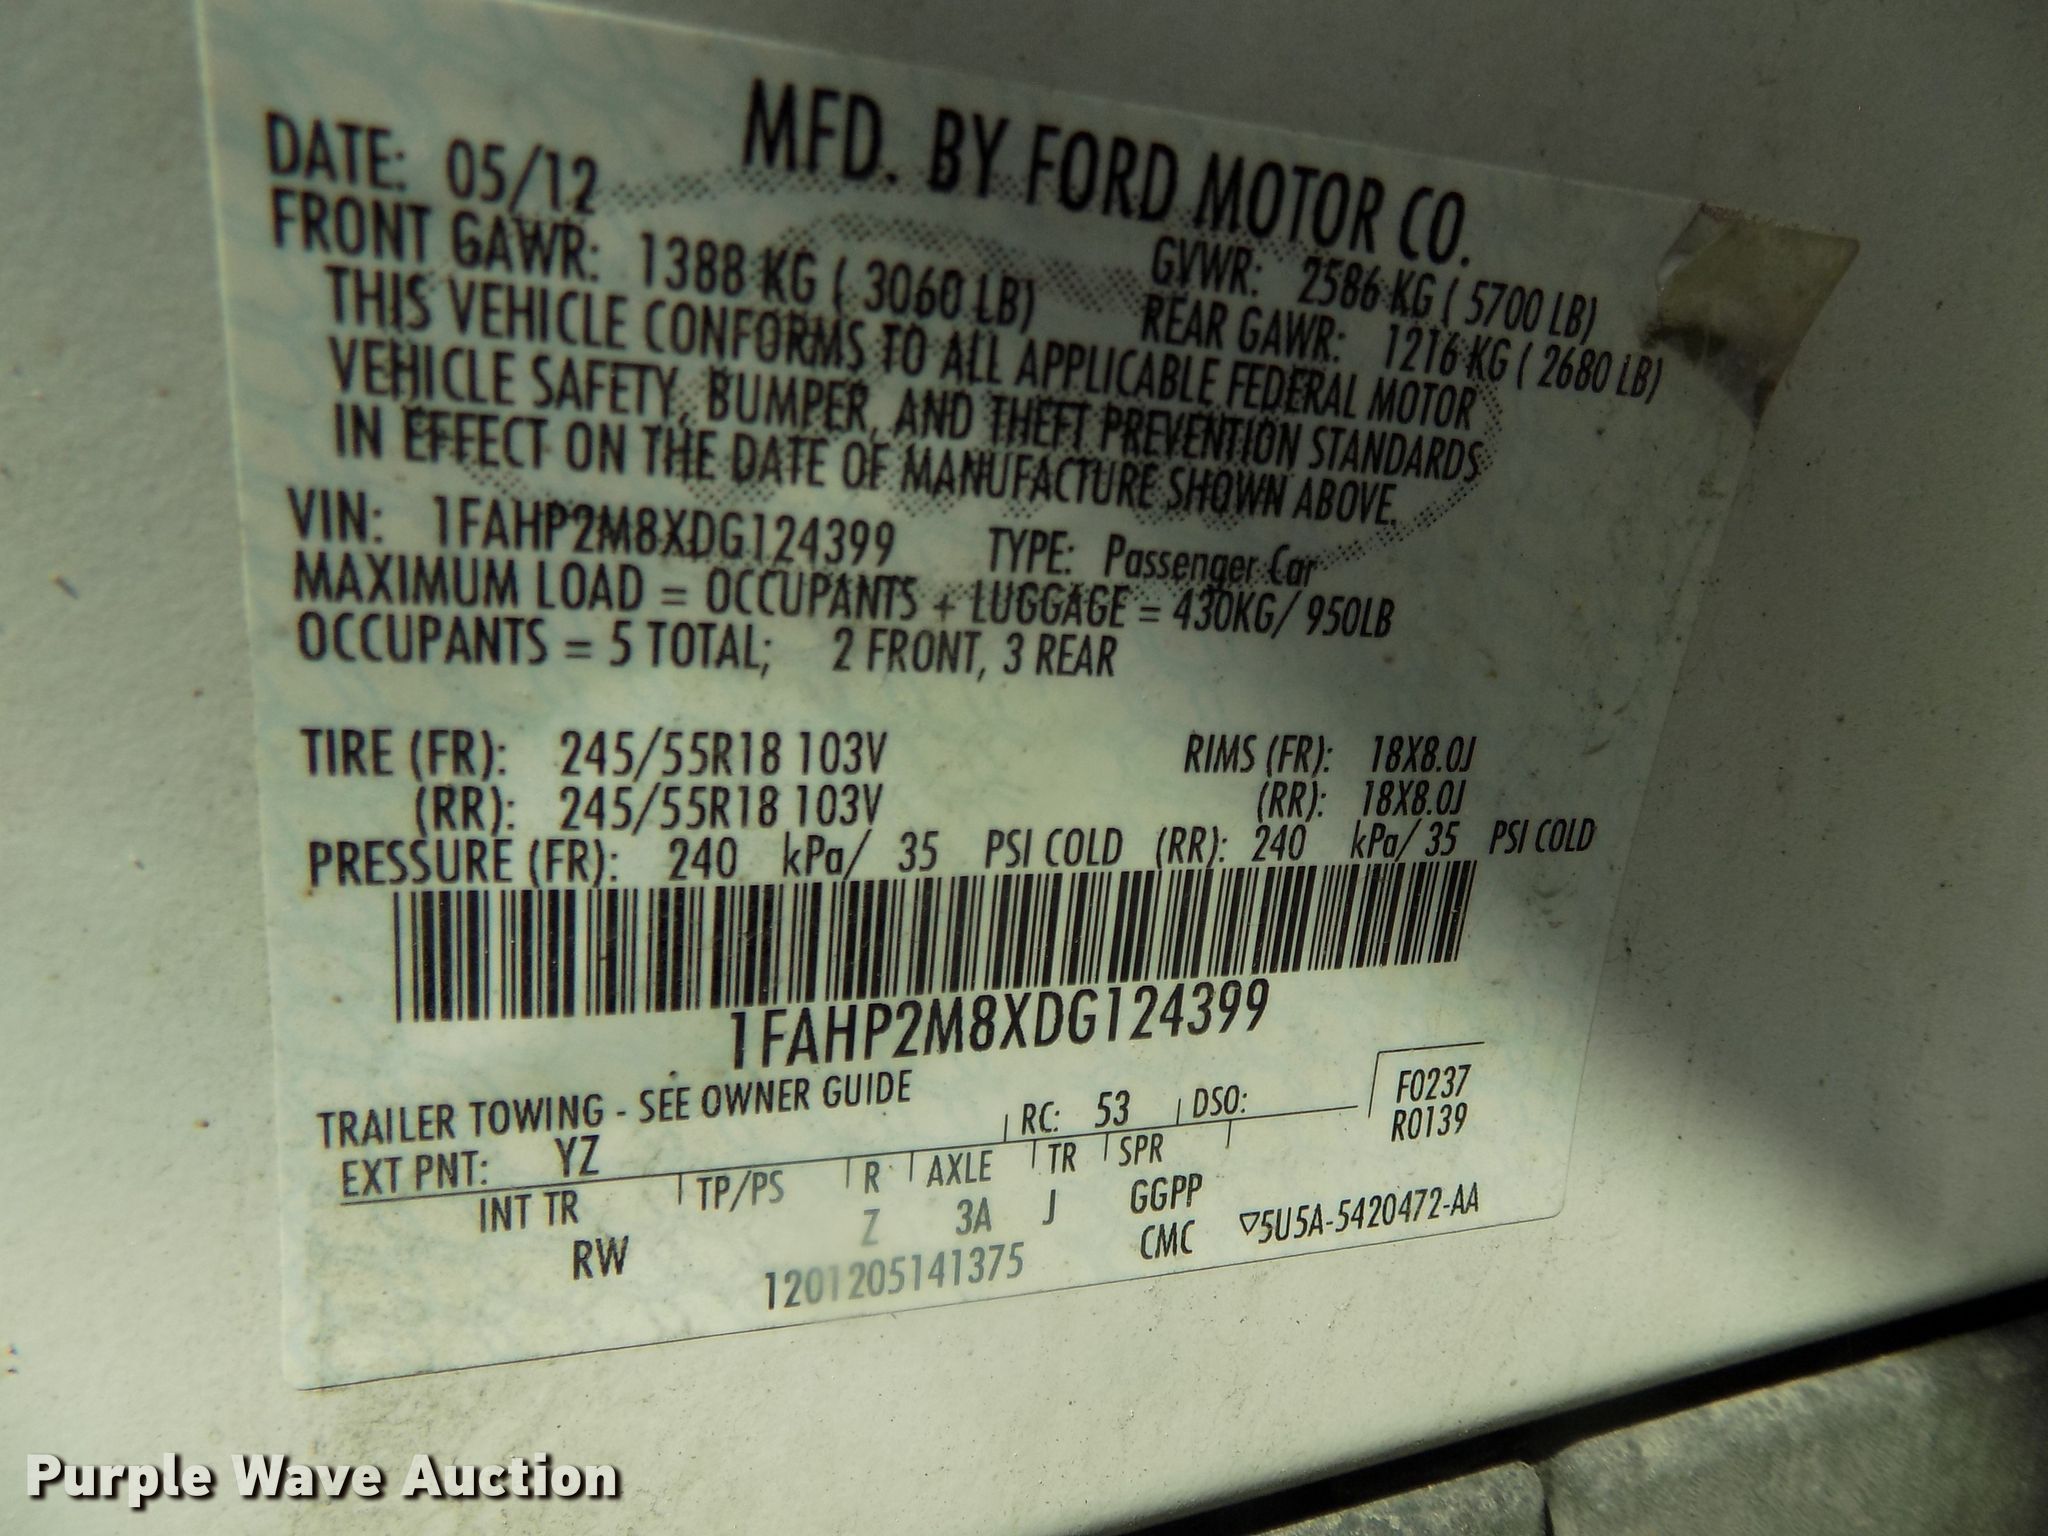 MFD. BY FORD MOTOR CO.
DATE: 05/12 GVWR: 2586 KG ( 5700 LB)
FRONT GAWR: 1388 KG ( 3060 LB) REAR GAWR: 1216 KG ( 2680 LB)
THIS VEHICLE CONFORMS TO ALL APPLICABLE FEDERAL MOTOR
VEHICLE SAFETY, BUMPER, AND THEFT PREVENTION STANDARDS
IN EFFECT ON THE DATE OF MANUFACTURE SHOWN ABOVE.
VIN: 1FAHP2M8XDG124399 TYPE: Passenger Car
MAXIMUM LOAD = OCCUPANTS + LUGGAGE = 430KG/ 950LB
OCCUPANTS = 5 TOTAL; 2 FRONT, 3 REAR
TIRE (FR): 245/55R18 103V RIMS (FR): 18X8.0J
(RR): 245/55R18 103V (RR): 18X8.0J
PRESSURE (FR): 240 kPa/ 35 PSI COLD (RR): 240 kPa/ 35 PSI COLD
1FAHP2M8XDG124399
TRAILER TOWING - SEE OWNER GUIDE
F0237
EXT PNT: YZ RC: 53 DSO: R0139
INT TR TP/PS R AXLE TR SPR
RW Z 3A J GGPP
1201205141375 CMC ▽5U5A-5420472-AA
Purple Wave Auction